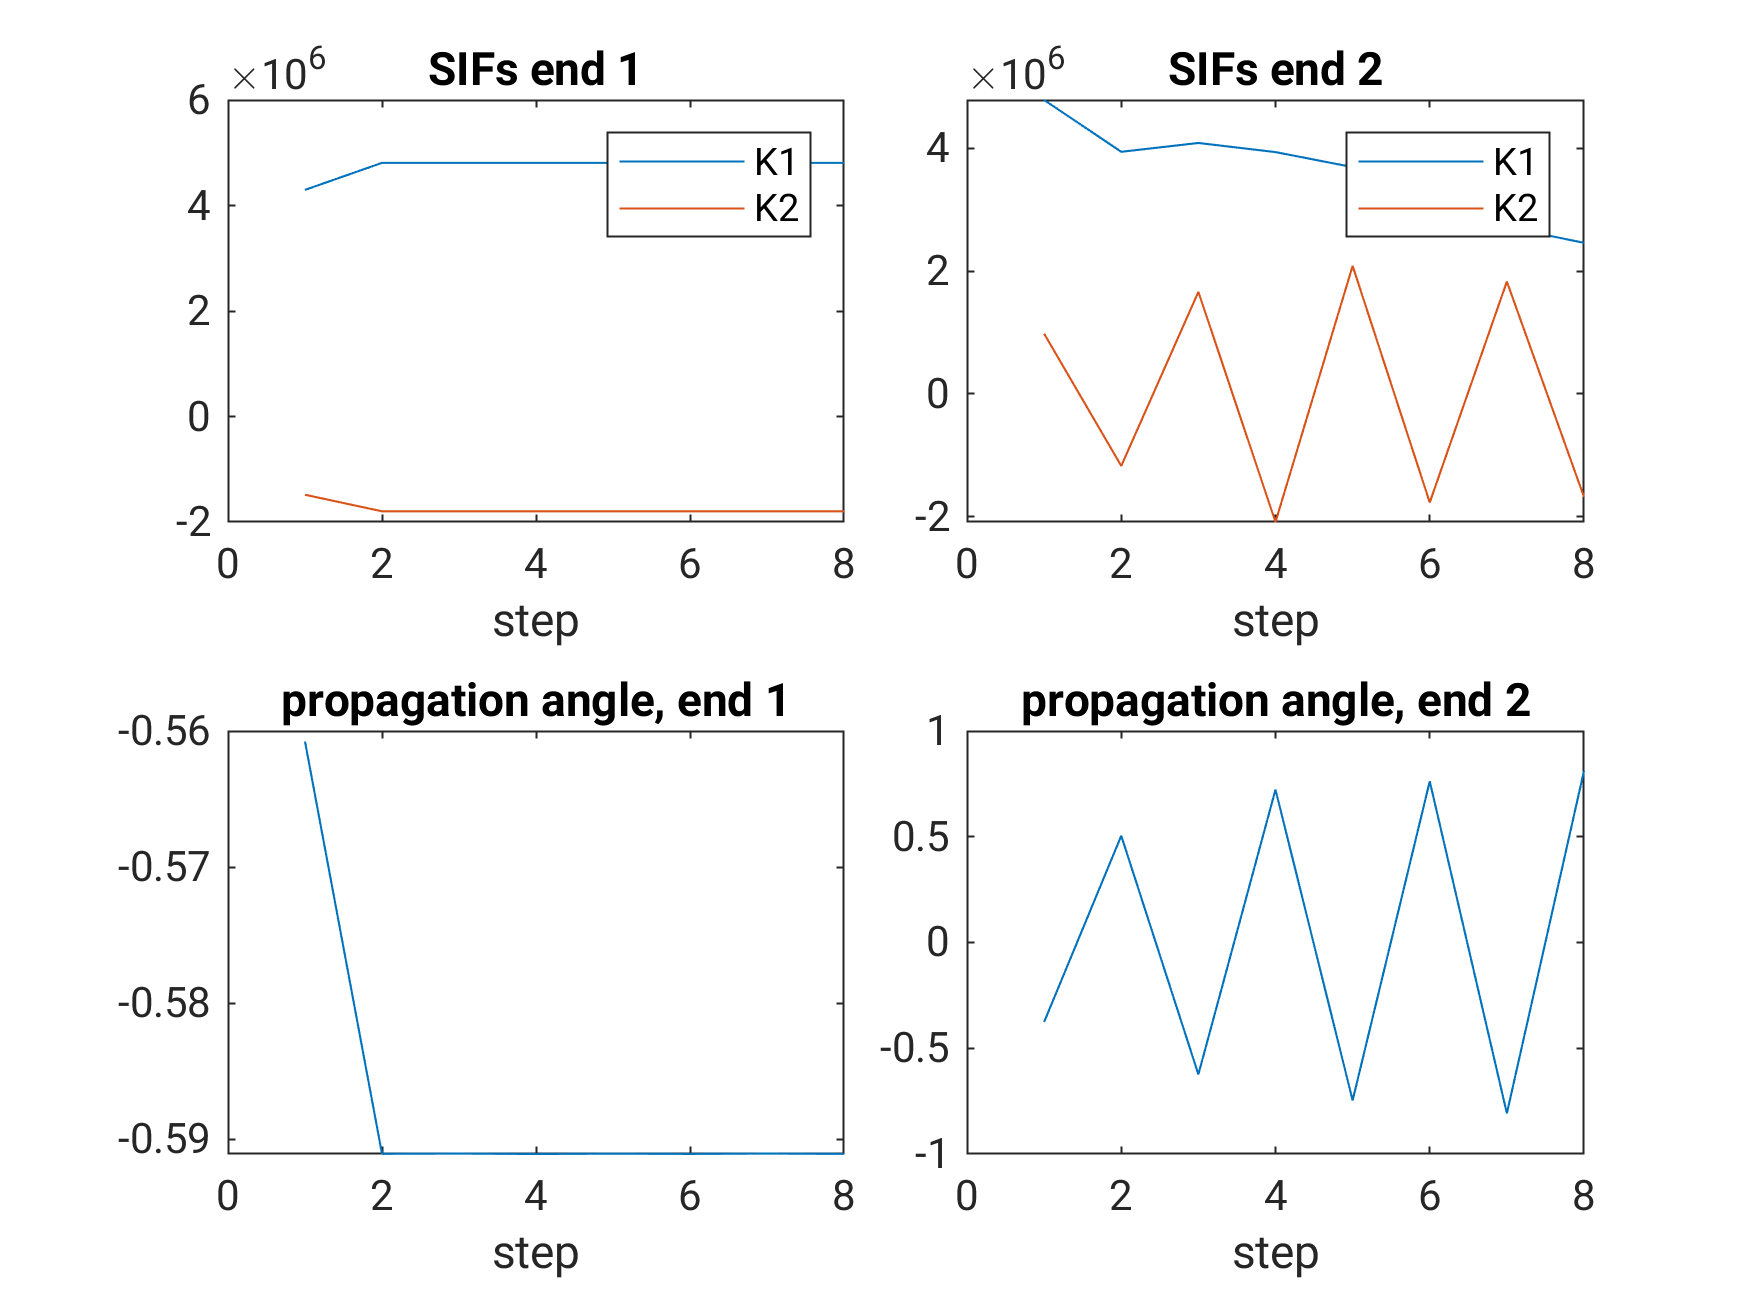 ×10^6
SIFs end 1
6
4
2
0
-2
K1
K2
0 2 4 6 8
step
×10^6
SIFs end 2
4
2
0
-2
K1
K2
0 2 4 6 8
step
propagation angle, end 1
-0.56
-0.57
-0.58
-0.59
0 2 4 6 8
step
propagation angle, end 2
1
0.5
0
-0.5
-1
0 2 4 6 8
step